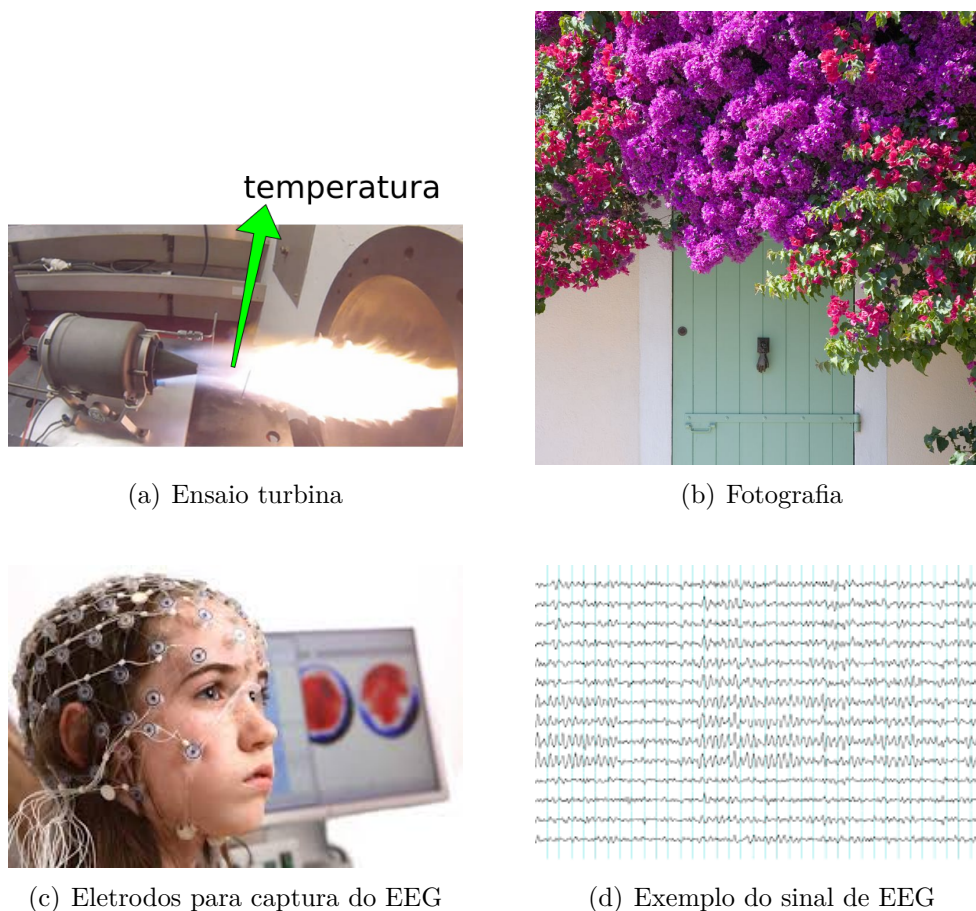 temperatura
(a) Ensaio turbina
(b) Fotografia
(c) Eletrodos para captura do EEG
(d) Exemplo do sinal de EEG